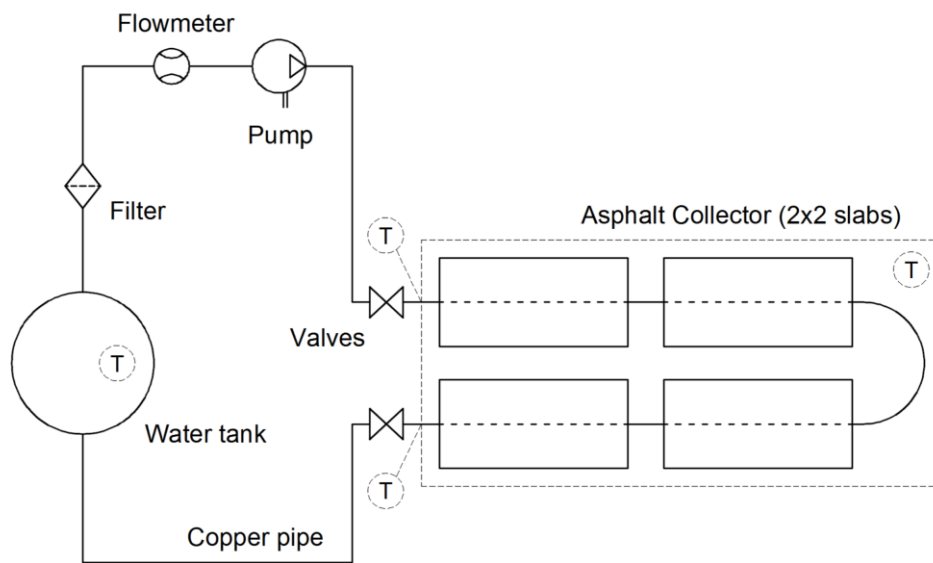 Flowmeter
Pump
Filter
Asphalt Collector (2x2 slabs)
T
T
Valves
T
Water tank
T
Copper pipe